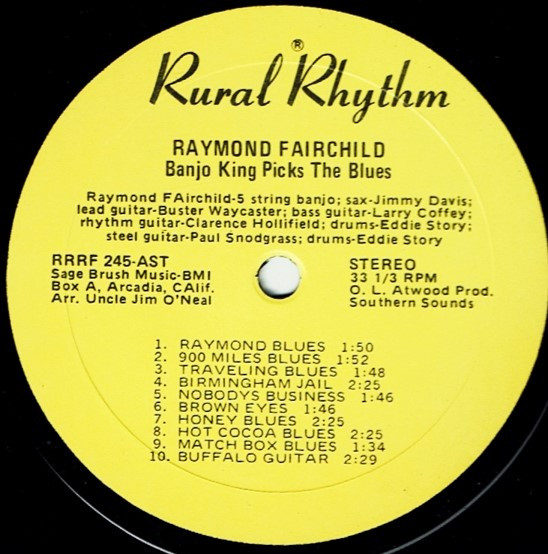 Rural Rhythm®
RAYMOND FAIRCHILD
Banjo King Picks The Blues
Raymond FAirchild-5 string banjo; sax-Jimmy Davis;
lead guitar-Buster Waycaster; bass guitar-Larry Coffey;
rhythm guitar-Clarence Hollifield; drums-Eddie Story;
steel guitar-Paul Snodgrass; drums-Eddie Story
RRRF 245-AST
Sage Brush Music-BMI
Box A, Arcadia, CAlif.
Arr. Uncle Jim O'Neal
STEREO
33 1/3 RPM
O. L. Atwood Prod.
Southern Sounds
1. RAYMOND BLUES 1:50
2. 900 MILES BLUES 1:52
3. TRAVELING BLUES 1:48
4. BIRMINGHAM JAIL 2:25
5. NOBODYS BUSINESS 1:46
6. BROWN EYES 1:46
7. HONEY BLUES 2:25
8. HOT COCOA BLUES 2:25
9. MATCH BOX BLUES 1:34
10. BUFFALO GUITAR 2:29